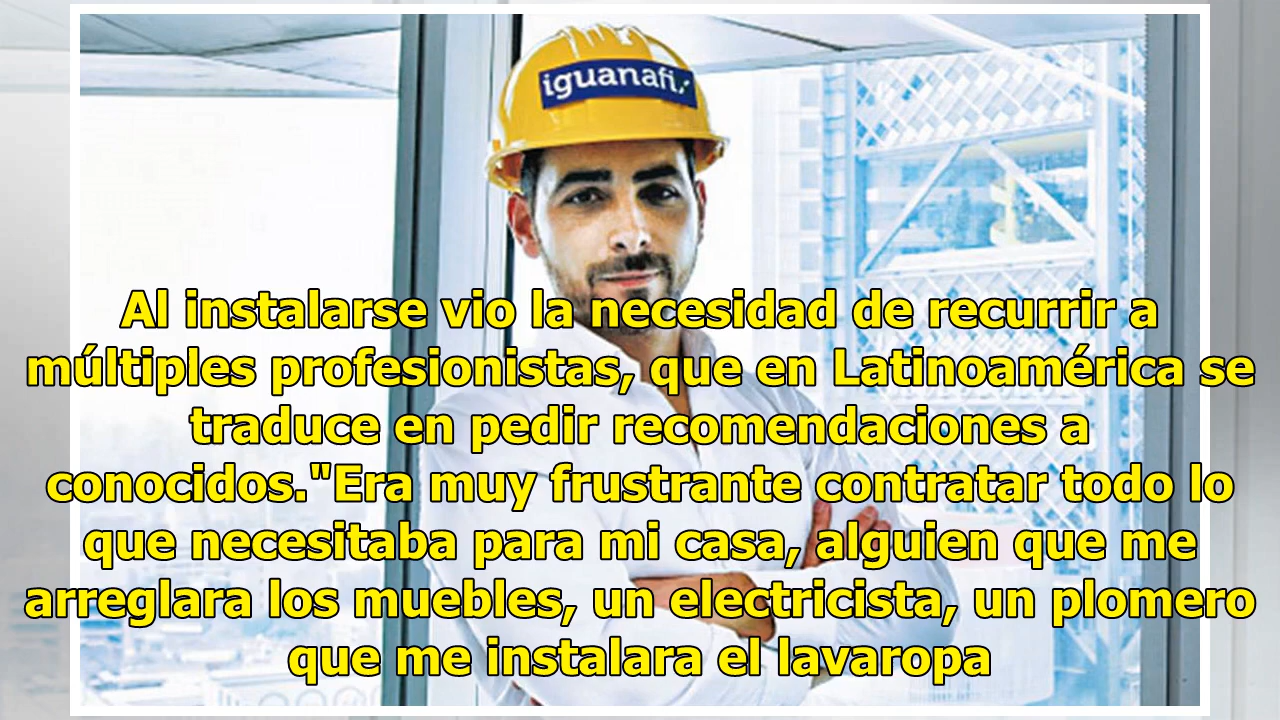 iguanafix
Al instalarse vio la necesidad de recurrir a
múltiples profesionistas, que en Latinoamérica se
traduce en pedir recomendaciones a
conocidos."Era muy frustrante contratar todo lo
que necesitaba para mi casa, alguien que me
arreglara los muebles, un electricista, un plomero
que me instalara el lavaropa